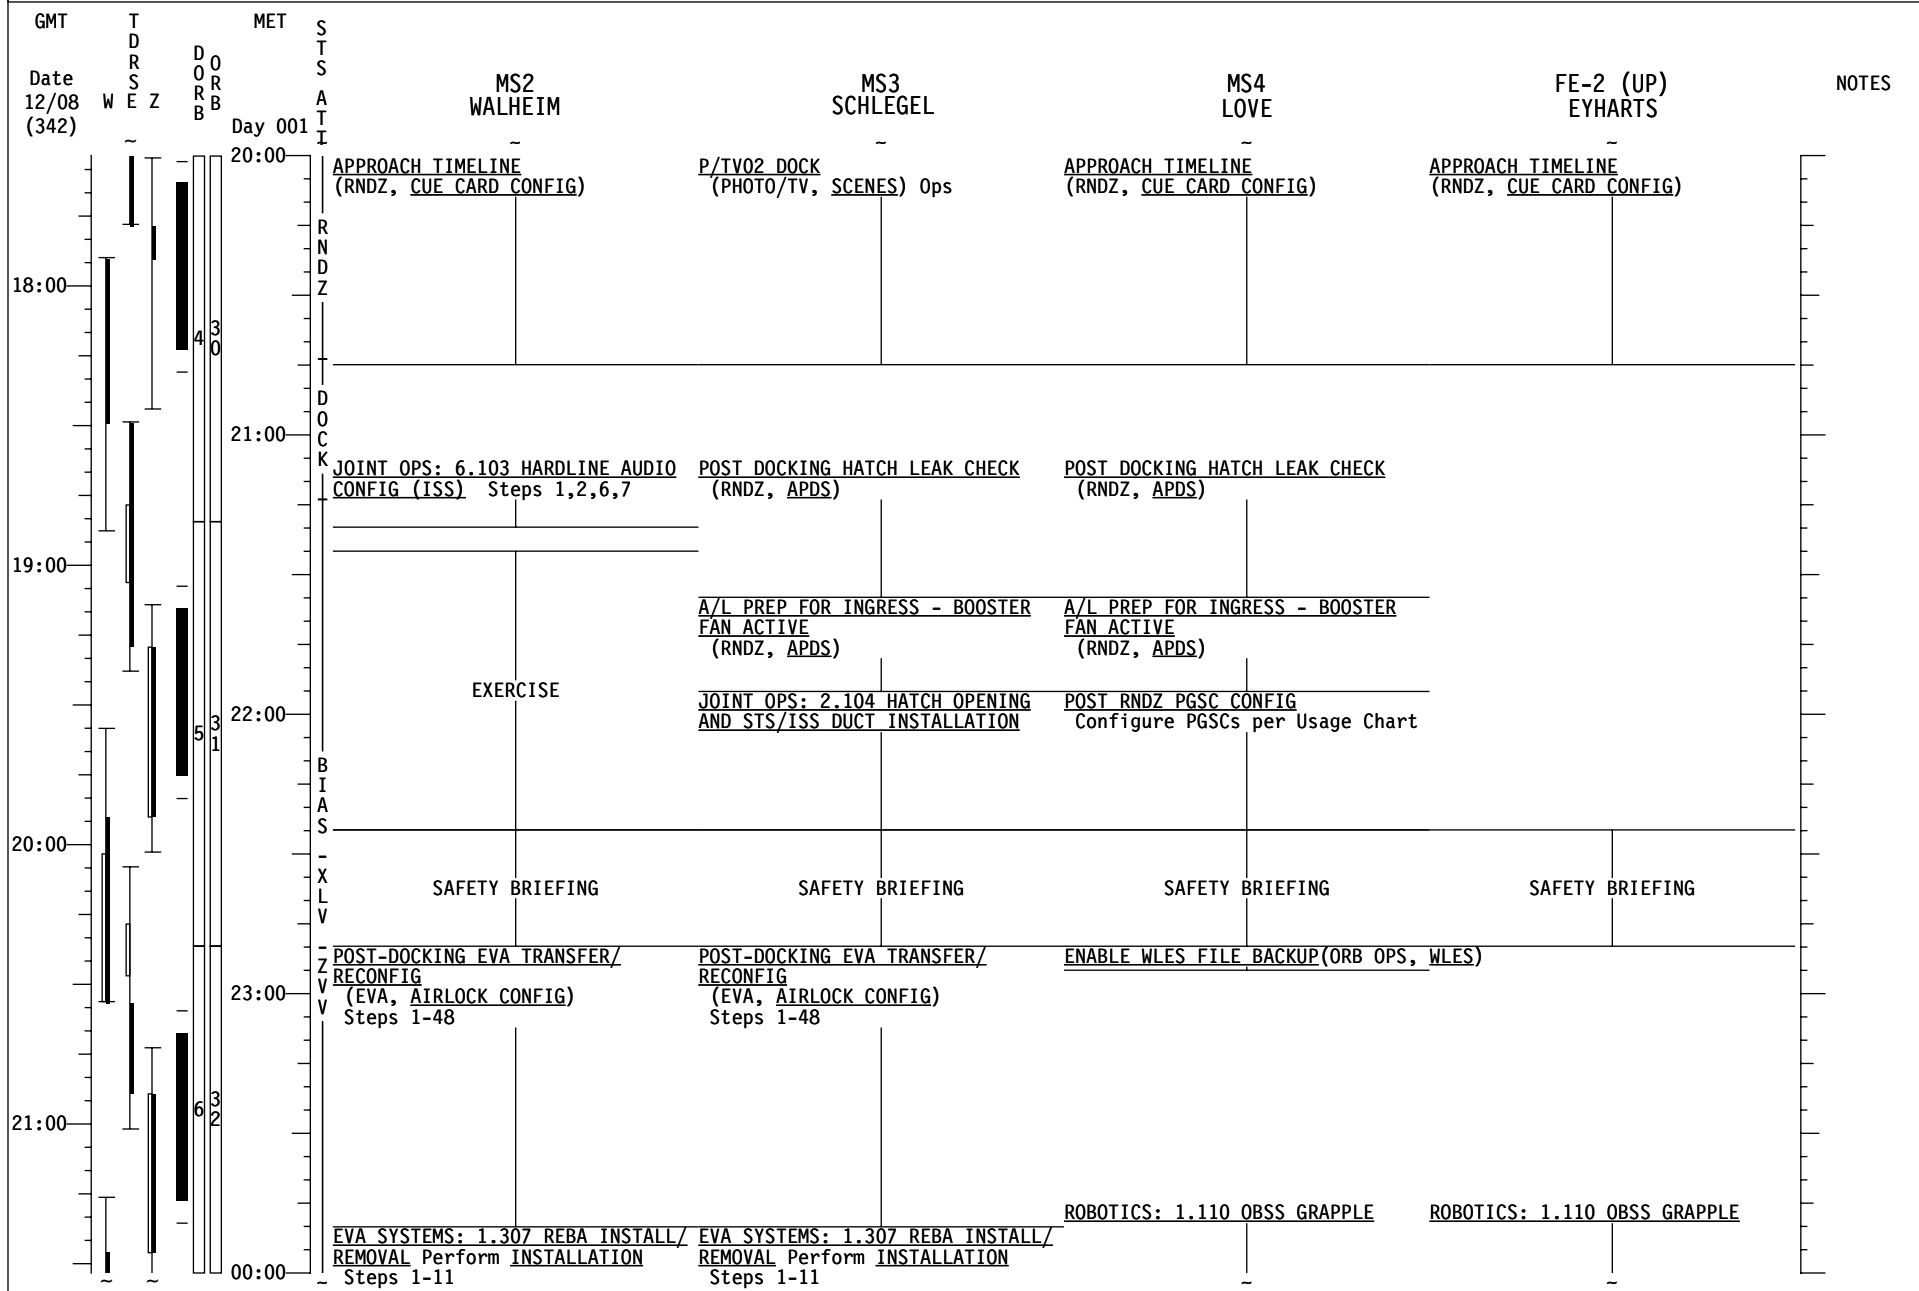 GMT
TDRS
MET
STS ATT
Date
12/08
(342)
W E Z
DORB
ORB
Day 001
MS2
WALHEIM
MS3
SCHLEGEL
MS4
LOVE
FE-2 (UP)
EYHARTS
NOTES
~ ~ ~ ~ ~
20:00
APPROACH TIMELINE
(RNDZ, CUE CARD CONFIG)
P/TV02 DOCK
(PHOTO/TV, SCENES) Ops
APPROACH TIMELINE
(RNDZ, CUE CARD CONFIG)
APPROACH TIMELINE
(RNDZ, CUE CARD CONFIG)
RNDZ
18:00
4
30
DOCK
21:00
JOINT OPS: 6.103 HARDLINE AUDIO
CONFIG (ISS) Steps 1,2,6,7
POST DOCKING HATCH LEAK CHECK
(RNDZ, APDS)
POST DOCKING HATCH LEAK CHECK
(RNDZ, APDS)
19:00
A/L PREP FOR INGRESS - BOOSTER
FAN ACTIVE
(RNDZ, APDS)
A/L PREP FOR INGRESS - BOOSTER
FAN ACTIVE
(RNDZ, APDS)
EXERCISE
JOINT OPS: 2.104 HATCH OPENING
AND STS/ISS DUCT INSTALLATION
POST RNDZ PGSC CONFIG
Configure PGSCs per Usage Chart
22:00
5
31
BIAS
20:00
-XLV
SAFETY BRIEFING
SAFETY BRIEFING
SAFETY BRIEFING
SAFETY BRIEFING
-ZVV
POST-DOCKING EVA TRANSFER/
RECONFIG
(EVA, AIRLOCK CONFIG)
Steps 1-48
POST-DOCKING EVA TRANSFER/
RECONFIG
(EVA, AIRLOCK CONFIG)
Steps 1-48
ENABLE WLES FILE BACKUP(ORB OPS, WLES)
23:00
6
32
21:00
ROBOTICS: 1.110 OBSS GRAPPLE
ROBOTICS: 1.110 OBSS GRAPPLE
EVA SYSTEMS: 1.307 REBA INSTALL/
REMOVAL Perform INSTALLATION
Steps 1-11
EVA SYSTEMS: 1.307 REBA INSTALL/
REMOVAL Perform INSTALLATION
Steps 1-11
00:00
~ ~ ~ ~ ~